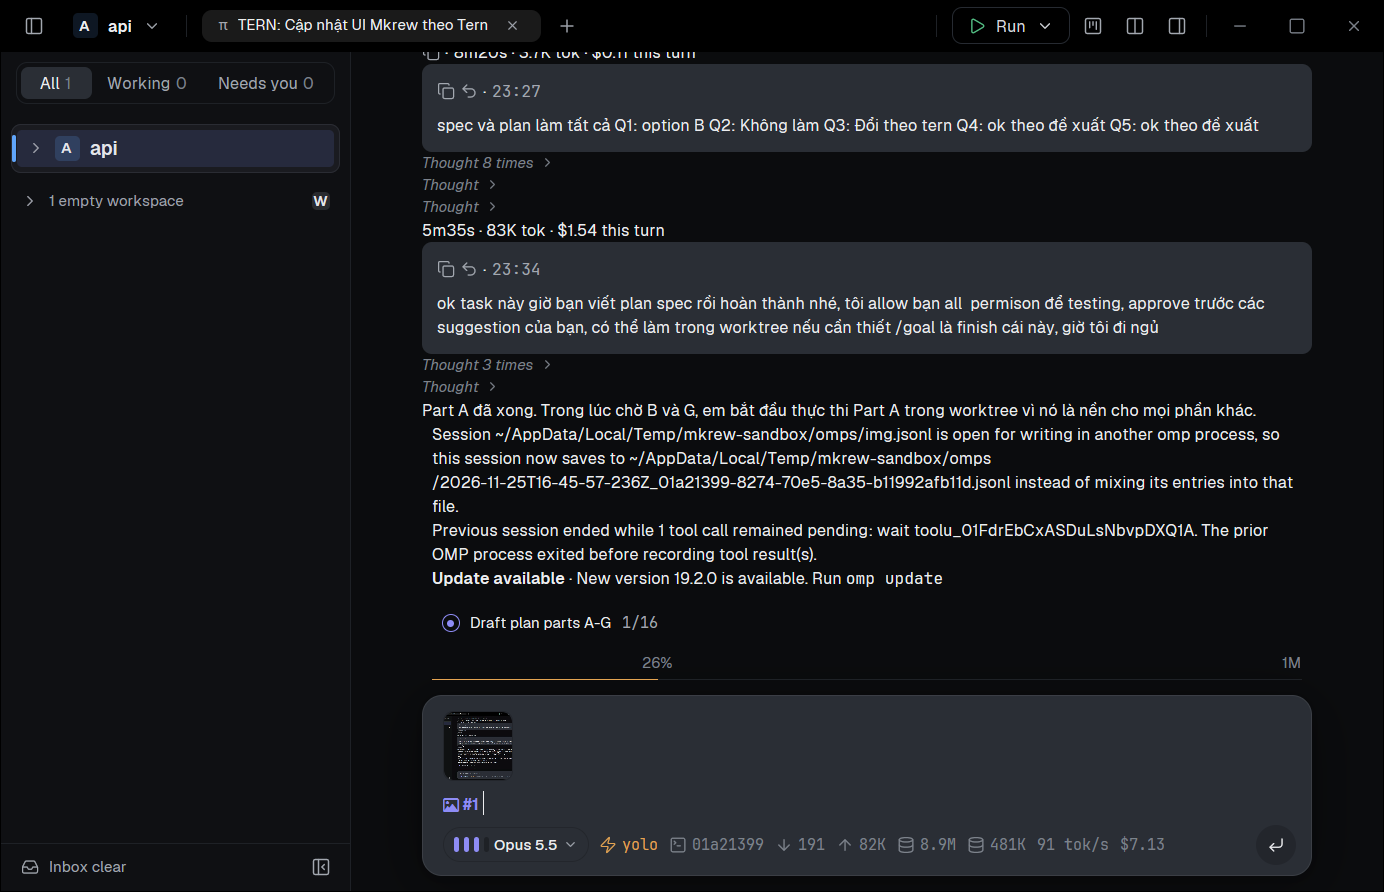 A api
π TERN: Cập nhật UI Mkrew theo Tern
Run
All 1 Working 0 Needs you 0
A api
1 empty workspace W
· 8m20s · 3.7K tok · $0.11 this turn
· 23:27
spec và plan làm tất cả Q1: option B Q2: Không làm Q3: Đổi theo tern Q4: ok theo đề xuất Q5: ok theo đề xuất
Thought 8 times
Thought
Thought
5m35s · 83K tok · $1.54 this turn
· 23:34
ok task này giờ bạn viết plan spec rồi hoàn thành nhé, tôi allow bạn all  permison để testing, approve trước các
suggestion của bạn, có thể làm trong worktree nếu cần thiết /goal là finish cái này, giờ tôi đi ngủ
Thought 3 times
Thought
Part A đã xong. Trong lúc chờ B và G, em bắt đầu thực thi Part A trong worktree vì nó là nền cho mọi phần khác.
Session ~/AppData/Local/Temp/mkrew-sandbox/omps/img.jsonl is open for writing in another omp process, so
this session now saves to ~/AppData/Local/Temp/mkrew-sandbox/omps
/2026-11-25T16-45-57-236Z_01a21399-8274-70e5-8a35-b11992afb11d.jsonl instead of mixing its entries into that
file.
Previous session ended while 1 tool call remained pending: wait toolu_01FdrEbCxASDuLsNbvpDXQ1A. The prior
OMP process exited before recording tool result(s).
Update available · New version 19.2.0 is available. Run omp update
Draft plan parts A-G 1/16
26% 1M
#1
Opus 5.5 yolo 01a21399 ↓ 191 ↑ 82K 8.9M 481K 91 tok/s $7.13
Inbox clear